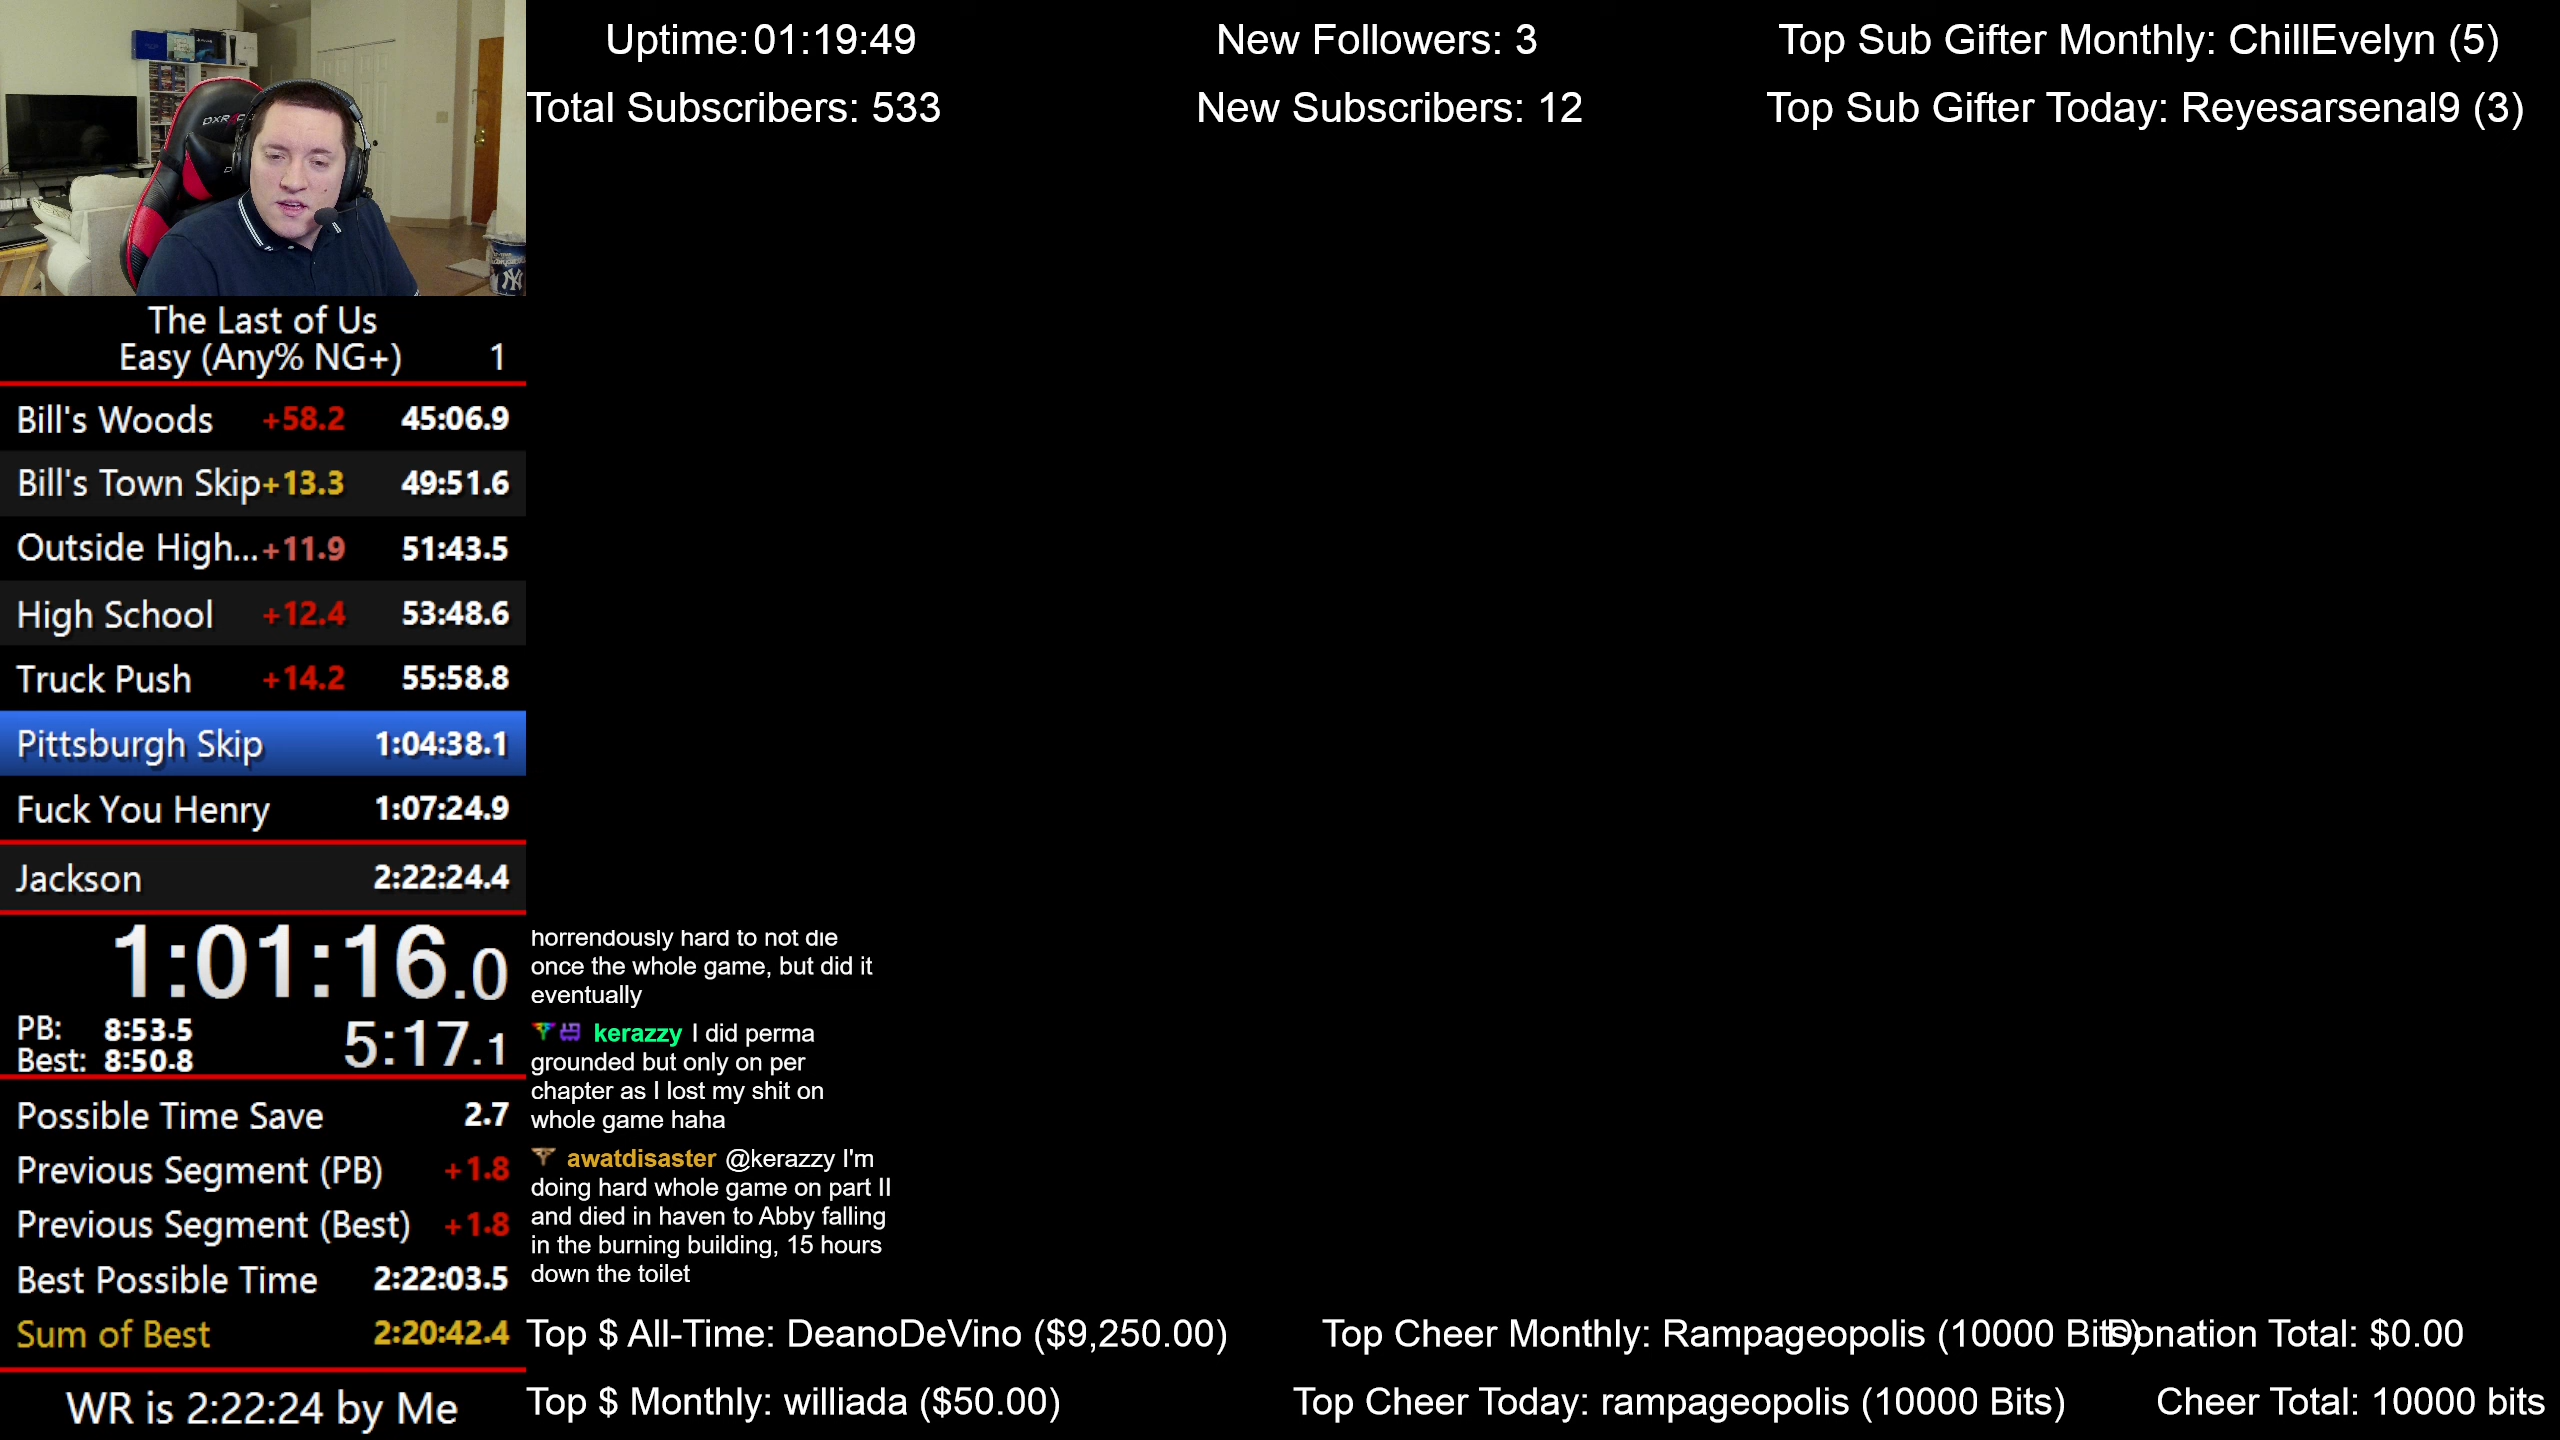 Uptime: 01:19:49
New Followers: 3
Top Sub Gifter Monthly: ChillEvelyn (5)
Total Subscribers: 533
New Subscribers: 12
Top Sub Gifter Today: Reyesarsenal9 (3)
The Last of Us
Easy (Any% NG+) 1
Bill's Woods +58.2 45:06.9
Bill's Town Skip +13.3 49:51.6
Outside High... +11.9 51:43.5
High School +12.4 53:48.6
Truck Push +14.2 55:58.8
Pittsburgh Skip 1:04:38.1
Fuck You Henry 1:07:24.9
Jackson 2:22:24.4
1:01:16.0
PB: 8:53.5
Best: 8:50.8
5:17.1
Possible Time Save 2.7
Previous Segment (PB) +1.8
Previous Segment (Best) +1.8
Best Possible Time 2:22:03.5
Sum of Best 2:20:42.4
WR is 2:22:24 by Me
horrendously hard to not die
once the whole game, but did it
eventually
kerazzy I did perma
grounded but only on per
chapter as I lost my shit on
whole game haha
awatdisaster @kerazzy I'm
doing hard whole game on part II
and died in haven to Abby falling
in the burning building, 15 hours
down the toilet
Top $ All-Time: DeanoDeVino ($9,250.00)
Top Cheer Monthly: Rampageopolis (10000 Bits)
Donation Total: $0.00
Top $ Monthly: williada ($50.00)
Top Cheer Today: rampageopolis (10000 Bits)
Cheer Total: 10000 bits